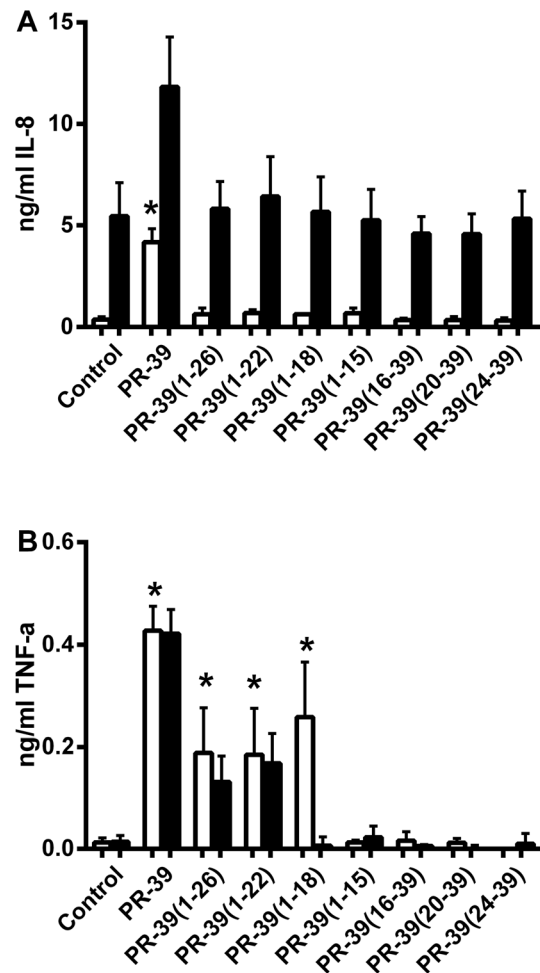 A
ng/ml IL-8
15
10
5
0
*
Control
PR-39
PR-39(1-26)
PR-39(1-22)
PR-39(1-18)
PR-39(1-15)
PR-39(16-39)
PR-39(20-39)
PR-39(24-39)
B
ng/ml TNF-a
0.6
0.4
0.2
0.0
*
*
*
*
Control
PR-39
PR-39(1-26)
PR-39(1-22)
PR-39(1-18)
PR-39(1-15)
PR-39(16-39)
PR-39(20-39)
PR-39(24-39)